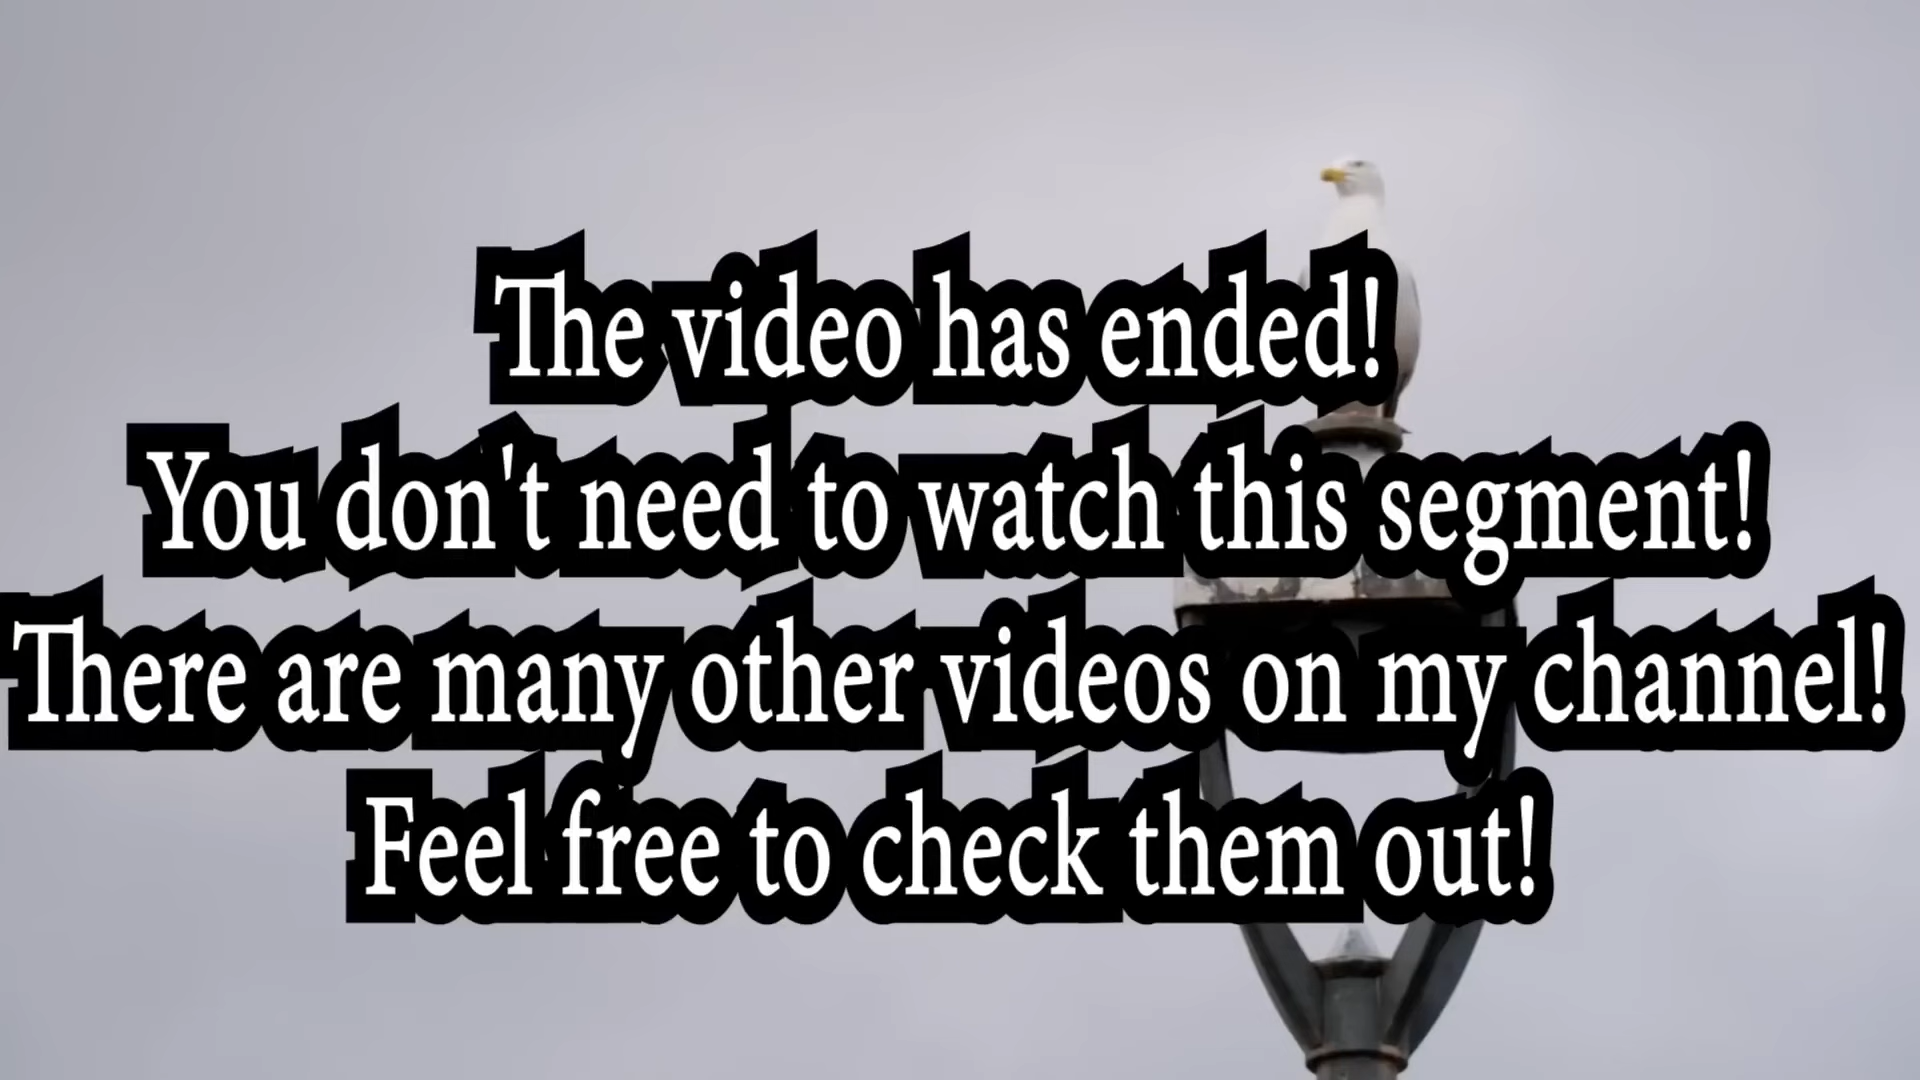 The video has ended!
You don't need to watch this segment!
There are many other videos on my channel!
Feel free to check them out!